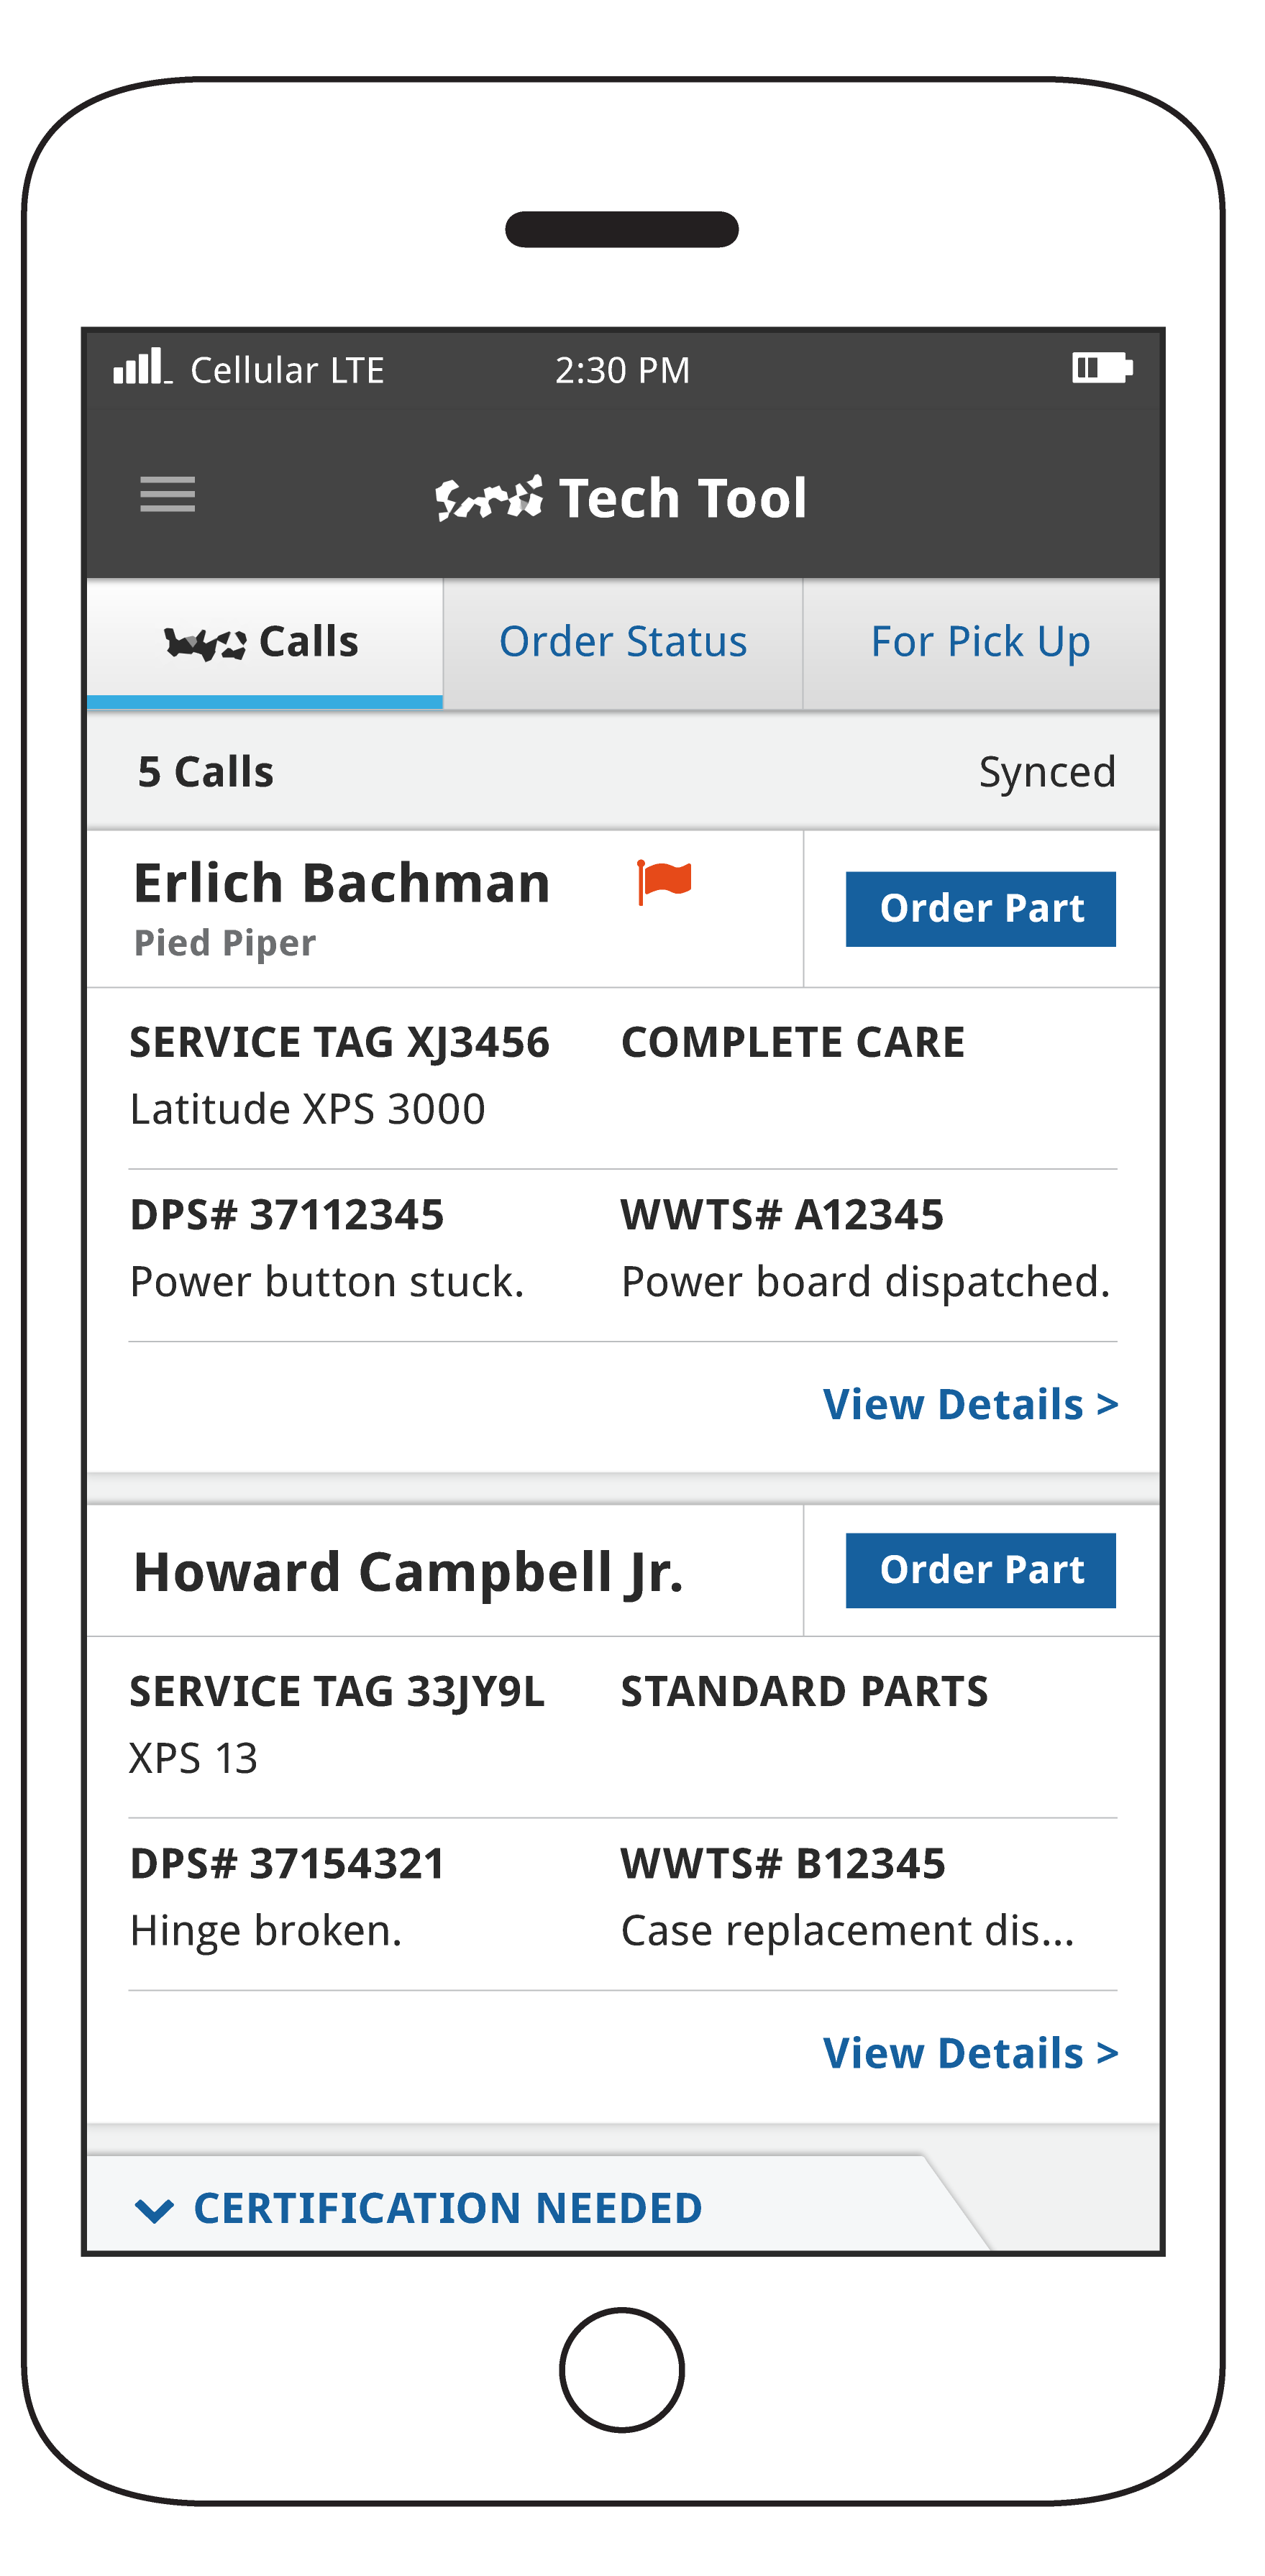 Cellular LTE 2:30 PM
Tech Tool
Calls Order Status For Pick Up
5 Calls Synced
Erlich Bachman Order Part
Pied Piper
SERVICE TAG XJ3456 COMPLETE CARE
Latitude XPS 3000
DPS# 37112345 WWTS# A12345
Power button stuck. Power board dispatched.
View Details >
Howard Campbell Jr. Order Part
SERVICE TAG 33JY9L STANDARD PARTS
XPS 13
DPS# 37154321 WWTS# B12345
Hinge broken. Case replacement dis...
View Details >
CERTIFICATION NEEDED